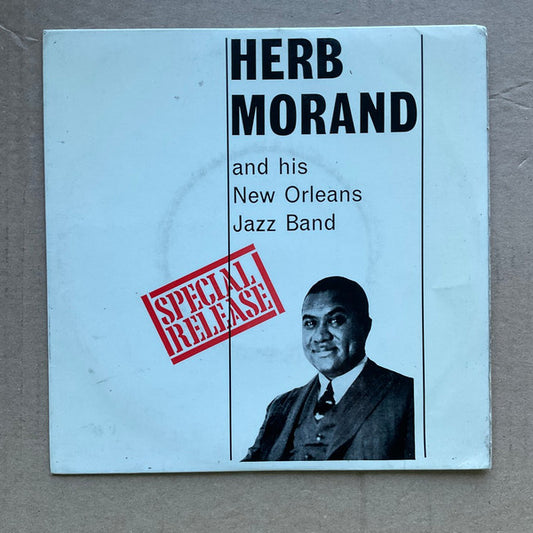 HERB
MORAND
and his
New Orleans
Jazz Band
SPECIAL
RELEASE